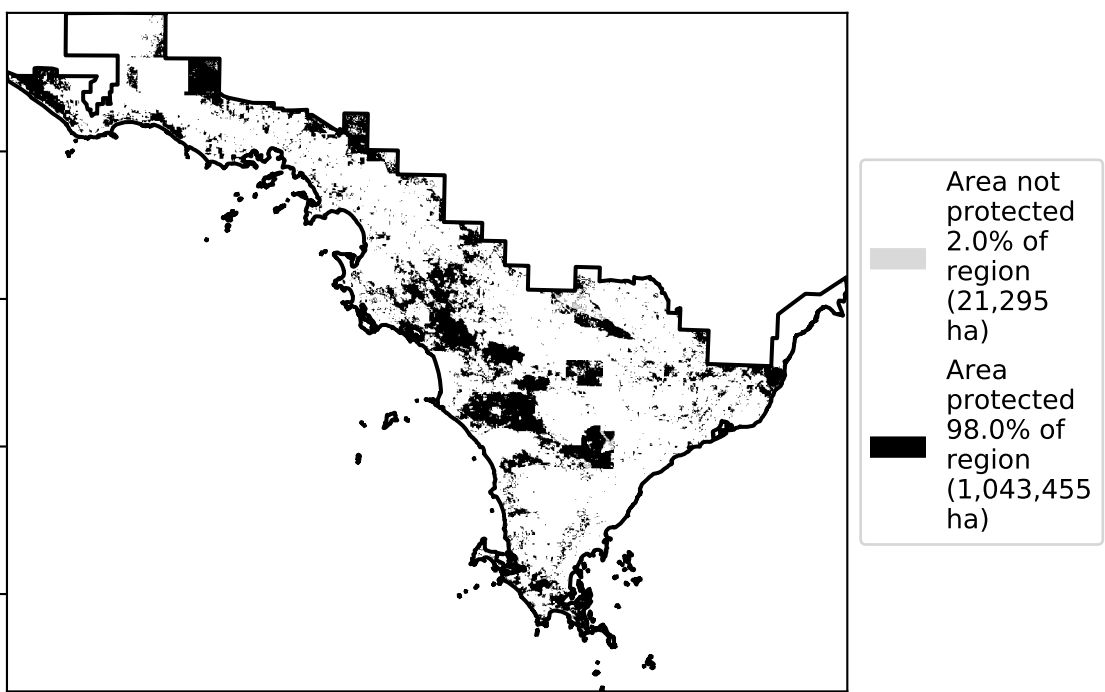 Area not
protected
2.0% of
region
(21,295
ha)
Area
protected
98.0% of
region
(1,043,455
ha)